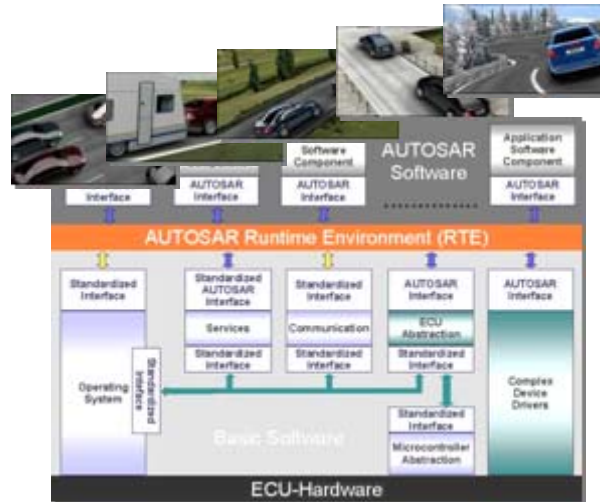 Application
Software
Component
Software
Component
AUTOSAR
Software
Interface
AUTOSAR
Interface
AUTOSAR
Interface
AUTOSAR
Interface
AUTOSAR Runtime Environment (RTE)
Standardized
Interface
Standardized
AUTOSAR
Interface
Standardized
Interface
AUTOSAR
Interface
AUTOSAR
Interface
Services
Communication
ECU
Abstraction
Standardized
Interface
Standardized
Interface
Standardized
Interface
Operating
System
Standardized
Interface
Complex
Device
Drivers
Standardized
Interface
Basic Software
Microcontroller
Abstraction
ECU-Hardware